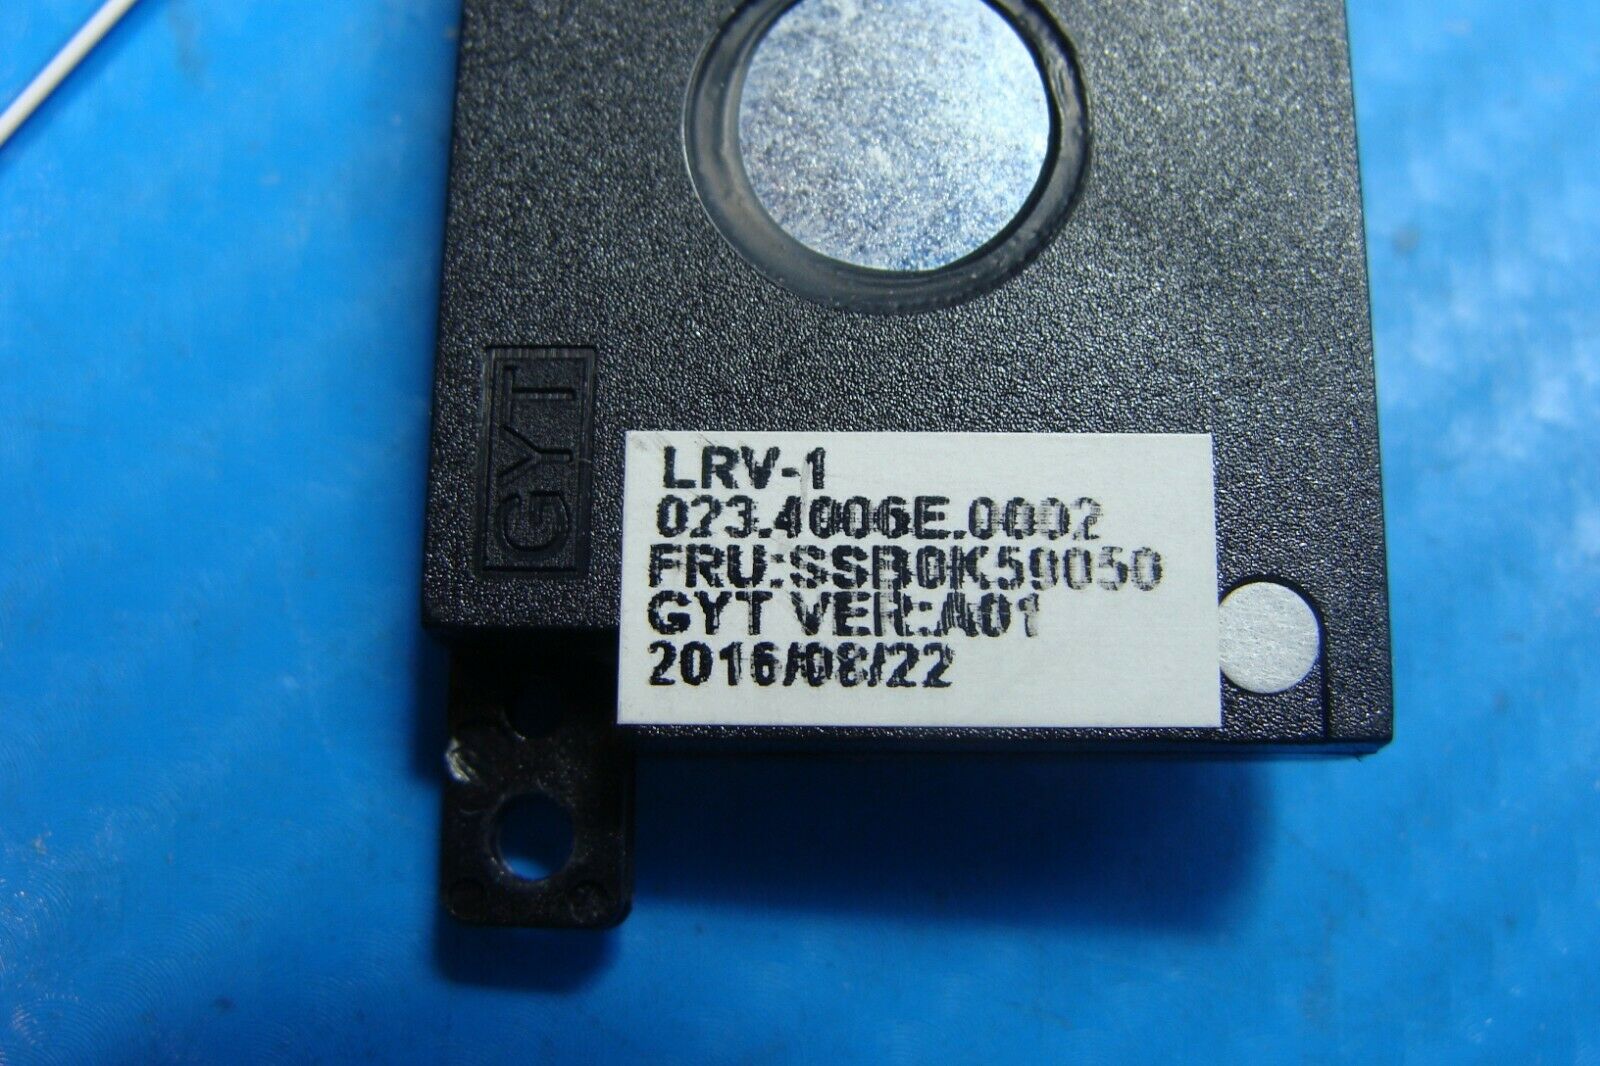 GYT
LRV-1
023.4006E.0002
FRU:SSB0K59050
GYT VER:A01
2016/08/22